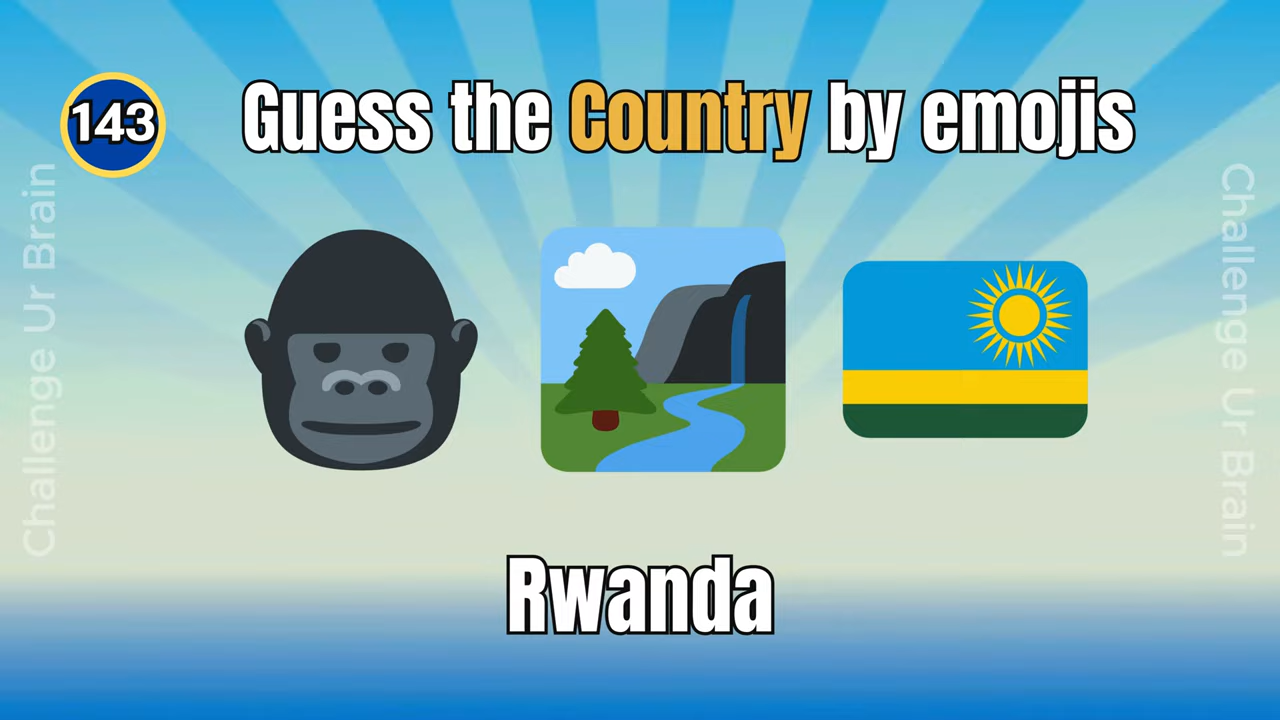 143
Guess the Country by emojis
Challenge Ur Brain
Challenge Ur Brain
Rwanda